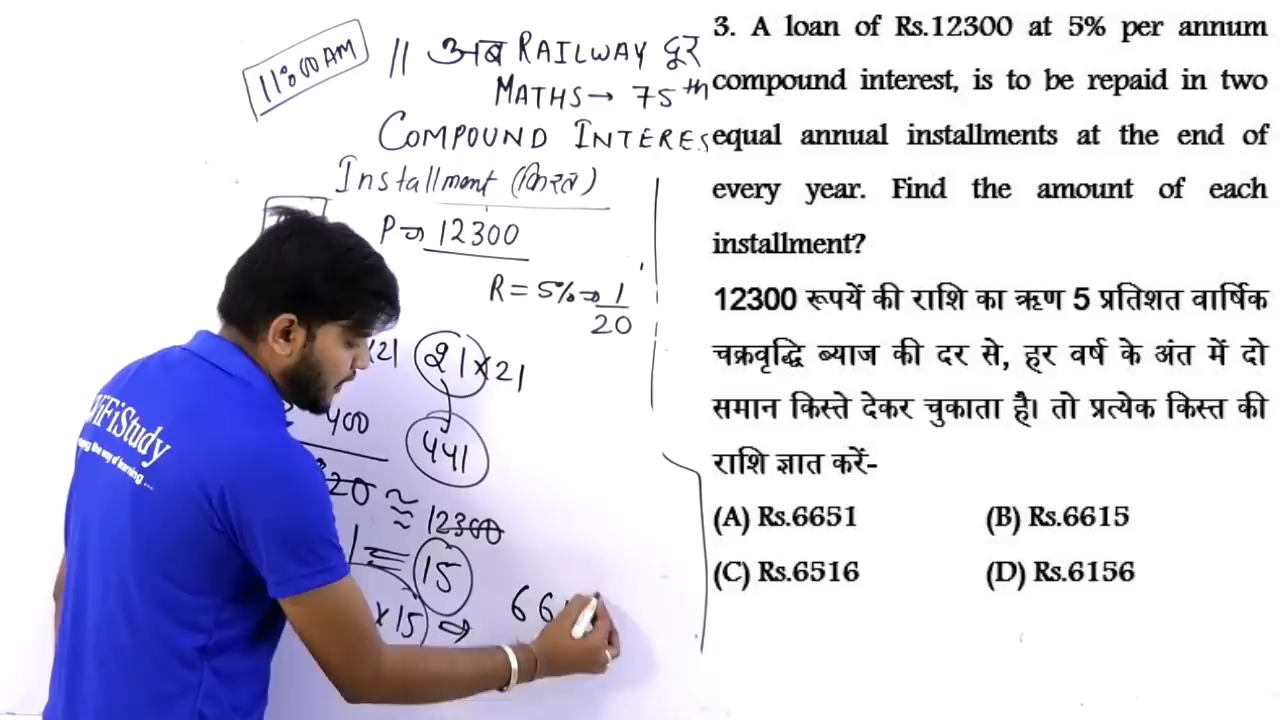 11:00AM
|| अब RAILWAY दूर
MATHS → 75th
COMPOUND INTERES
Installment (किस्त)
P ⇒ 12300
R = 5% ⇒ 1/20
×21 21×21
400 441
20 ≈ 12300
1 = 15
×15 ⇒ 66
WiFiStudy
3. A loan of Rs.12300 at 5% per annum
compound interest, is to be repaid in two
equal annual installments at the end of
every year. Find the amount of each
installment?
12300 रूपयें की राशि का ऋण 5 प्रतिशत वार्षिक
चक्रवृद्धि ब्याज की दर से, हर वर्ष के अंत में दो
समान किस्ते देकर चुकाता है। तो प्रत्येक किस्त की
राशि ज्ञात करें-
(A) Rs.6651 (B) Rs.6615
(C) Rs.6516 (D) Rs.6156